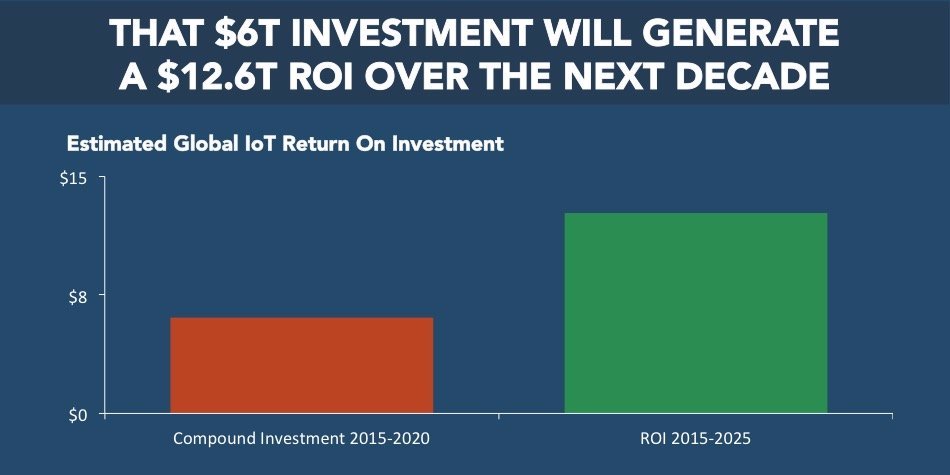 THAT $6T INVESTMENT WILL GENERATE
A $12.6T ROI OVER THE NEXT DECADE
Estimated Global IoT Return On Investment
$15
$8
$0
Compound Investment 2015-2020
ROI 2015-2025